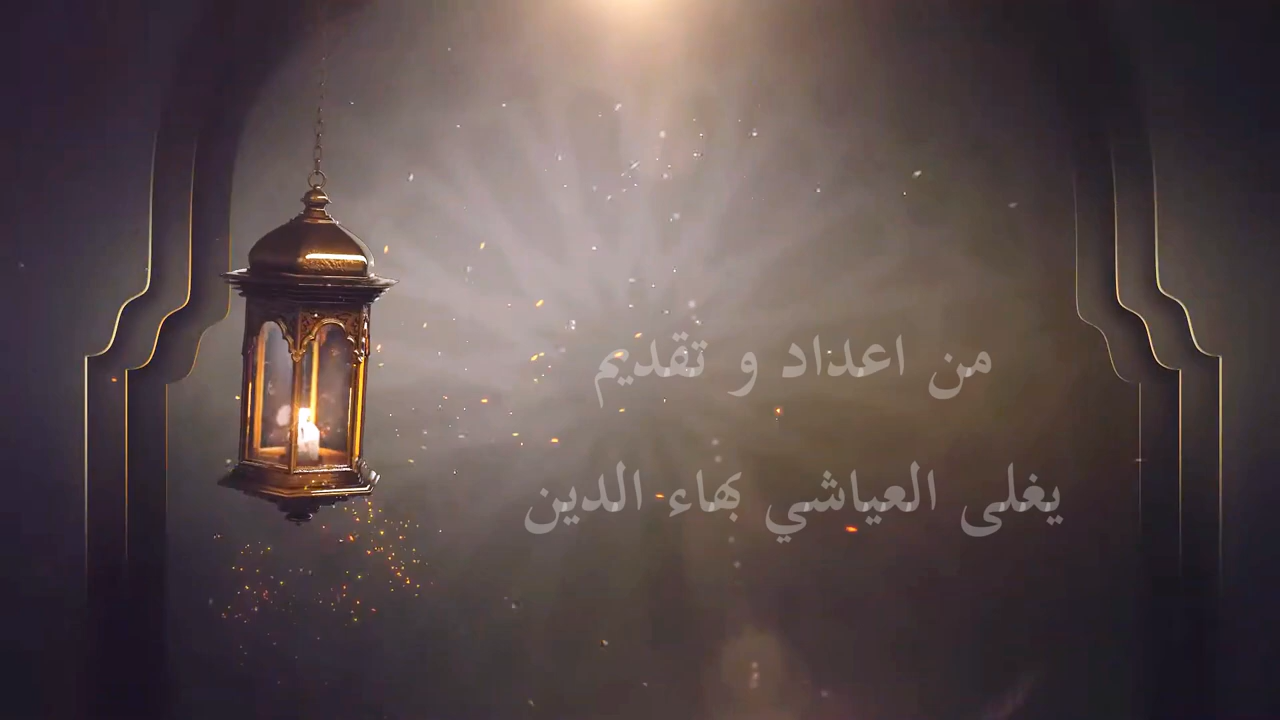 من اعداد و تقديم
يغلى العياشي بهاء الدين